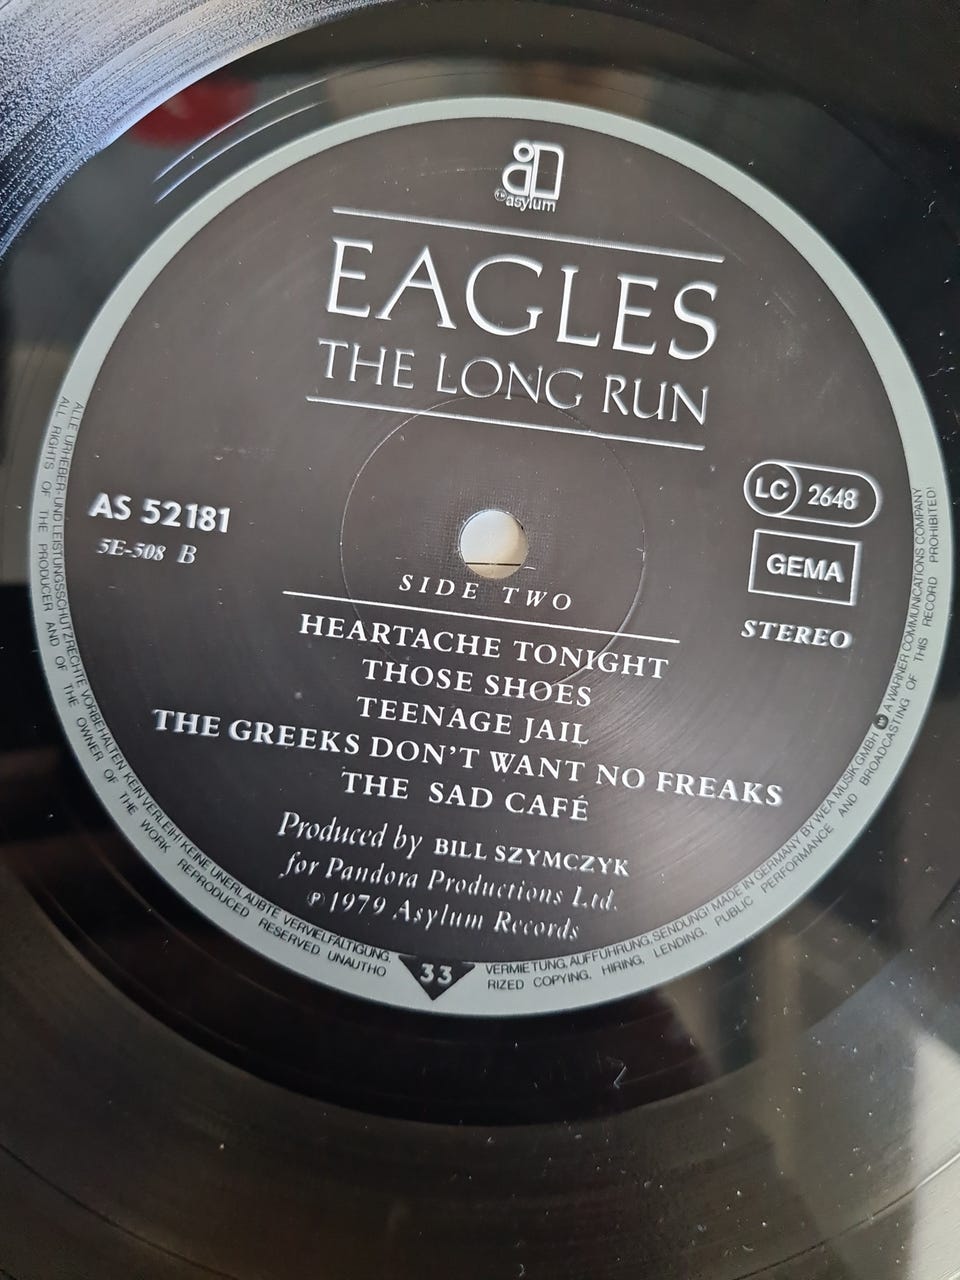 asylum
EAGLES
THE LONG RUN
AS 52181
5E-508 B
LC 2648
GEMA
STEREO
SIDE TWO
HEARTACHE TONIGHT
THOSE SHOES
TEENAGE JAIL
THE GREEKS DON'T WANT NO FREAKS
THE SAD CAFÉ
Produced by BILL SZYMCZYK
for Pandora Productions Ltd.
℗ 1979 Asylum Records
33
ALLE URHEBER- UND LEISTUNGSSCHUTZRECHTE VORBEHALTEN KEIN VERLEIH! KEINE UNERLAUBTE VERVIELFÄLTIGUNG, VERMIETUNG, AUFFÜHRUNG, SENDUNG! MADE IN GERMANY BY WEA MUSIK GMBH A WARNER COMMUNICATIONS COMPANY
ALL RIGHTS OF THE PRODUCER AND OF THE OWNER OF THE WORK REPRODUCED RESERVED UNAUTHO RIZED COPYING, HIRING, LENDING, PUBLIC PERFORMANCE AND BROADCASTING OF THIS RECORD PROHIBITED!